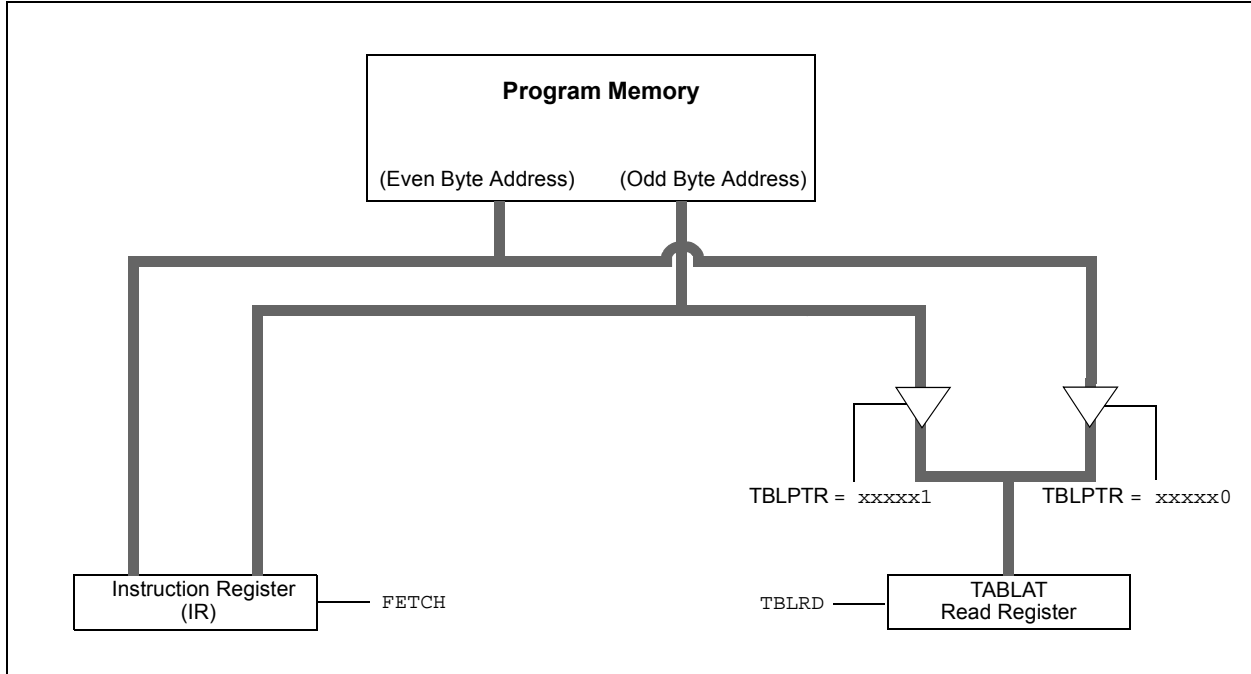 Program Memory
(Even Byte Address) (Odd Byte Address)
TBLPTR = xxxxx1 TBLPTR = xxxxx0
Instruction Register
(IR)
FETCH
TBLRD
TABLAT
Read Register